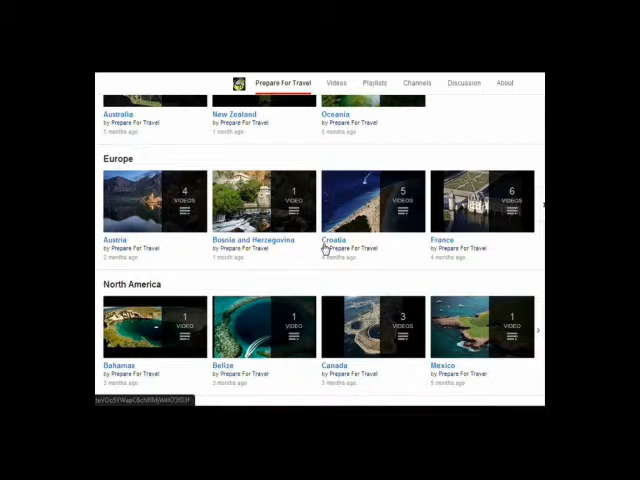 Prepare For Travel Videos Playlists Channels Discussion About
Australia New Zealand Oceania
by Prepare For Travel by Prepare For Travel by Prepare For Travel
5 months ago 1 month ago 5 months ago
Europe
4 1 5 6
VIDEOS VIDEO VIDEOS VIDEOS
Austria Bosnia and Herzegovina Croatia France
by Prepare For Travel by Prepare For Travel Prepare For Travel by Prepare For Travel
2 months ago 1 month ago months ago months ago
North America
1 1 3 1
VIDEO VIDEO VIDEOS VIDEO
Bahamas Belize Canada Mexico
by Prepare For Travel by Prepare For Travel by Prepare For Travel by Prepare For Travel
3 months ago 3 months ago 3 months ago 5 months ago